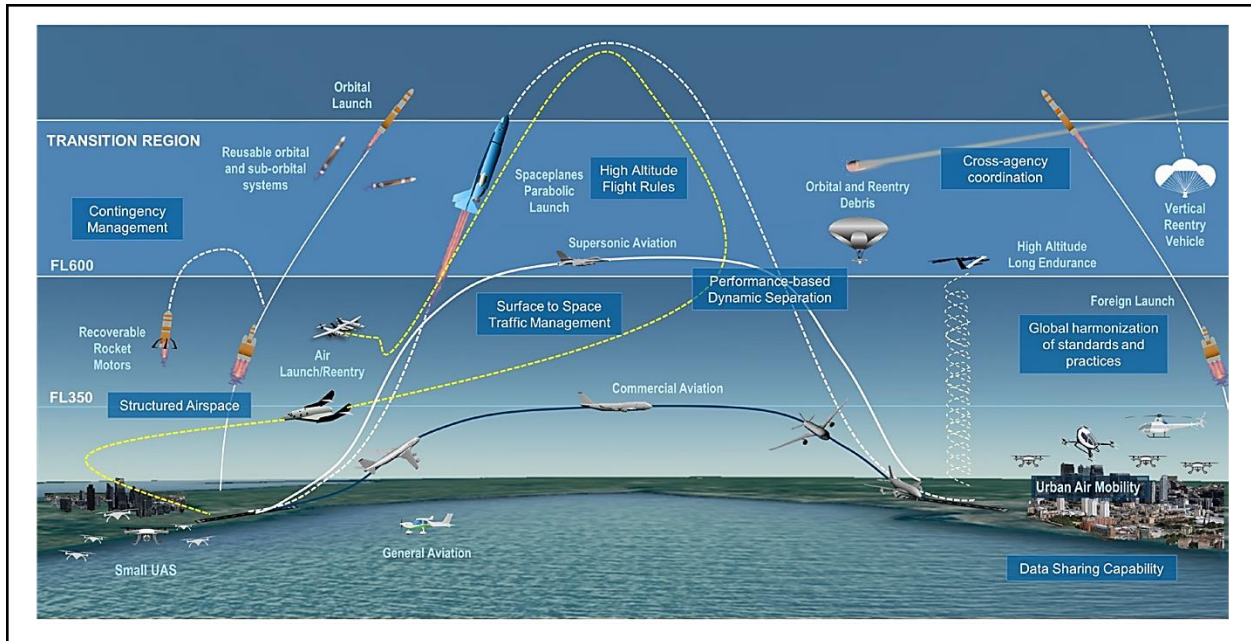 Orbital
Launch
TRANSITION REGION
Reusable orbital
and sub-orbital
systems
Spaceplanes
Parabolic
Launch
High Altitude
Flight Rules
Orbital and Reentry
Debris
Cross-agency
coordination
Vertical
Reentry
Vehicle
Contingency
Management
Supersonic Aviation
High Altitude
Long Endurance
FL600
Performance-based
Dynamic Separation
Surface to Space
Traffic Management
Foreign Launch
Global harmonization
of standards and
practices
Recoverable
Rocket
Motors
Air
Launch/Reentry
Commercial Aviation
FL350
Structured Airspace
Urban Air Mobility
General Aviation
Small UAS
Data Sharing Capability